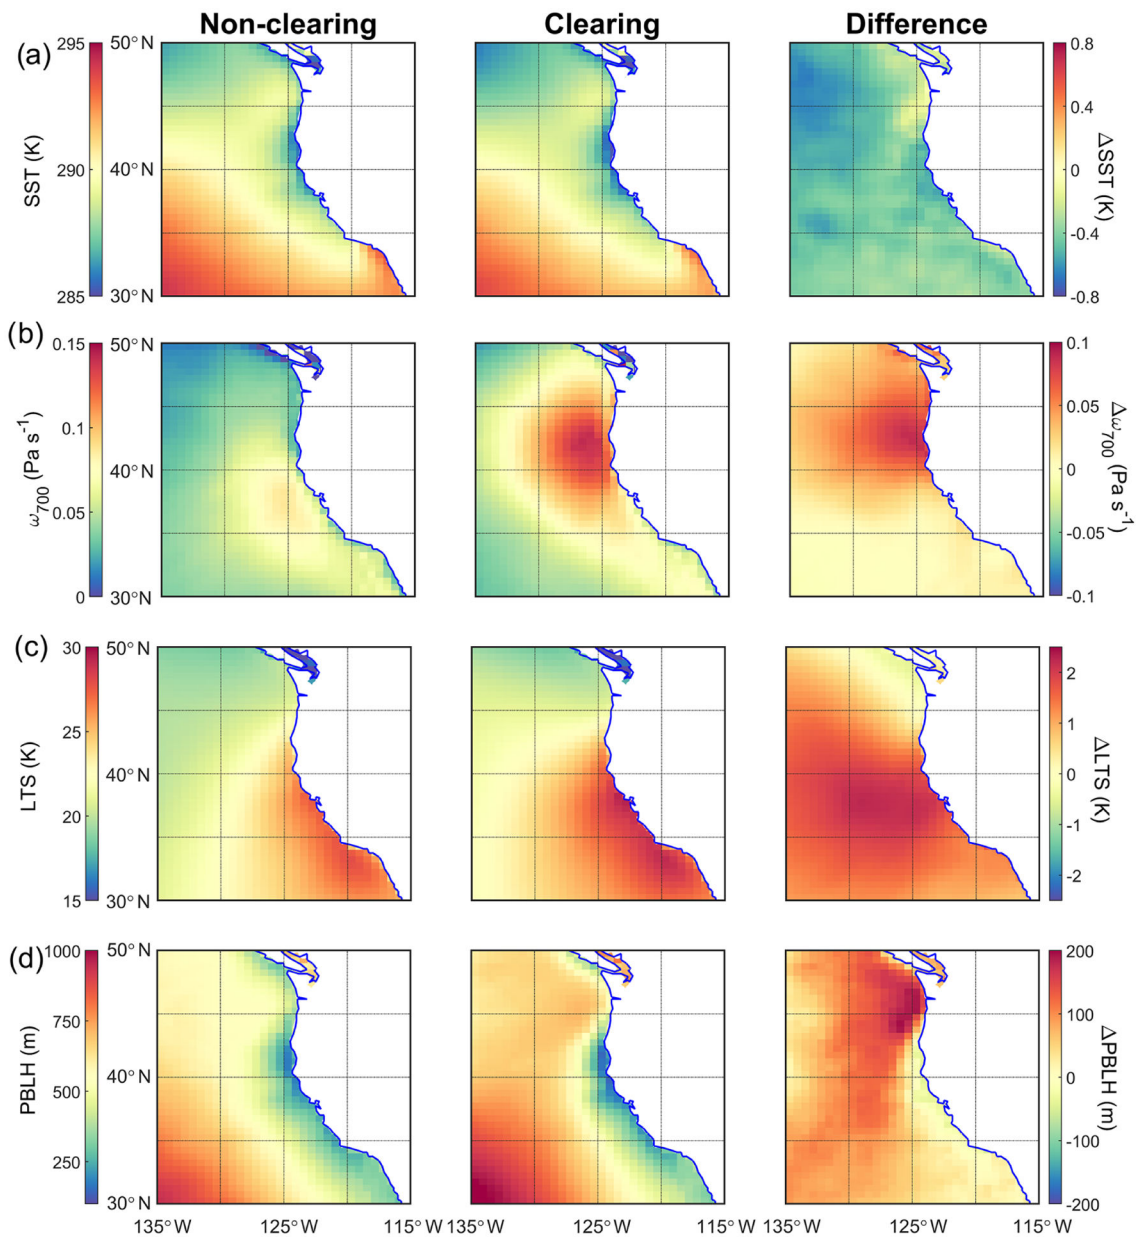 Non-clearing Clearing Difference
(a) 295 50° N 0.8
0.4
SST (K) 290 40° N 0 ΔSST (K)
-0.4
285 30° N -0.8
(b) 0.15 50° N 0.1
0.1 0.05
ω700 (Pa s-1) 40° N 0 Δω700 (Pa s-1)
0.05 -0.05
0 30° N -0.1
(c) 30 50° N
2
25 1
LTS (K) 40° N 0 ΔLTS (K)
20 -1
-2
15 30° N
(d) 1000 50° N 200
750 100
PBLH (m) 40° N 0 ΔPBLH (m)
500
250 -100
30° N -200
135° W 125° W 115° W 135° W 125° W 115° W 135° W 125° W 115° W